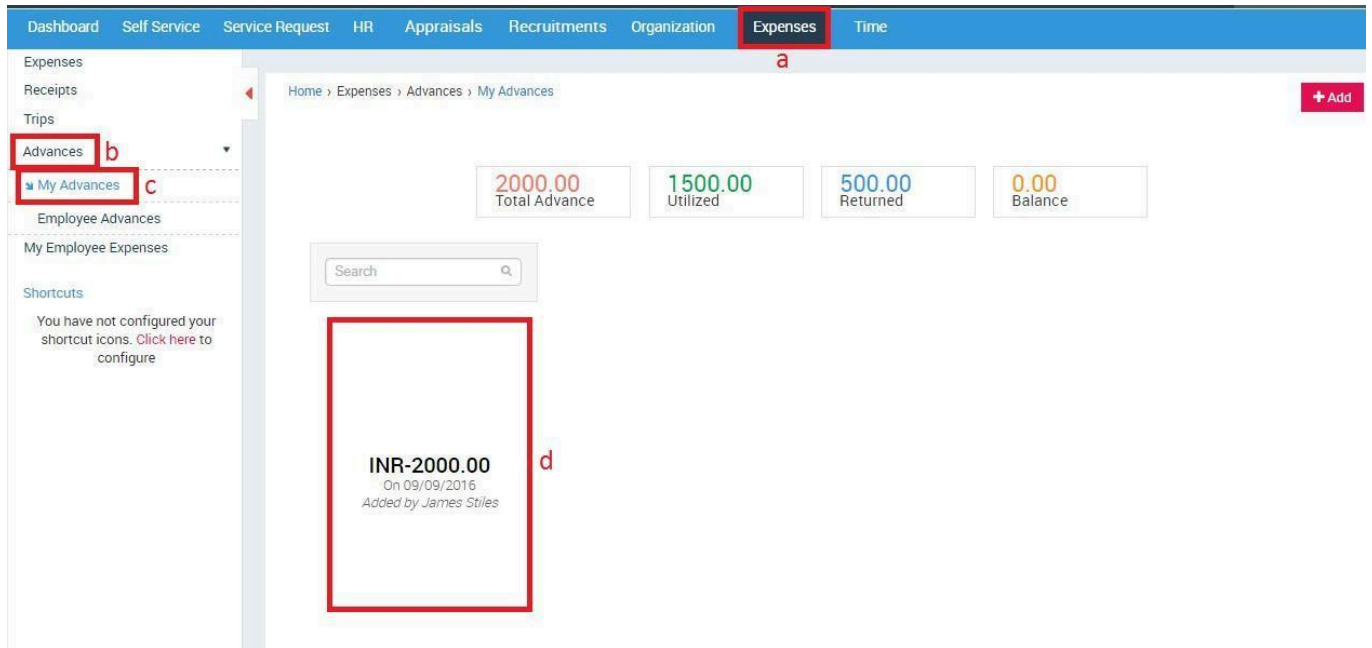 Dashboard Self Service Service Request HR Appraisals Recruitments Organization Expenses Time
a
Expenses
Receipts
Trips
Advances b
My Advances c
Employee Advances
My Employee Expenses
Shortcuts
You have not configured your
shortcut icons. Click here to
configure
Home › Expenses › Advances › My Advances
+ Add
2000.00
Total Advance
1500.00
Utilized
500.00
Returned
0.00
Balance
Search
INR-2000.00
On 09/09/2016
Added by James Stiles
d